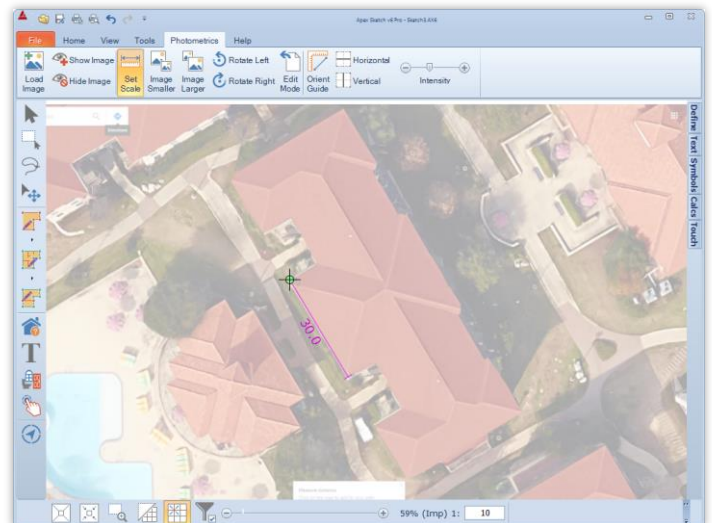 Apex Sketch v6 Pro - Sketch3.AX6
File Home View Tools Photometrics Help
Load Image
Show Image
Hide Image
Set Scale
Image Smaller
Image Larger
Rotate Left
Rotate Right
Edit Mode
Orient Guide
Horizontal
Vertical
Intensity
Define Text Symbols Calcs Touch
30.0
T
59% (Imp) 1: 10